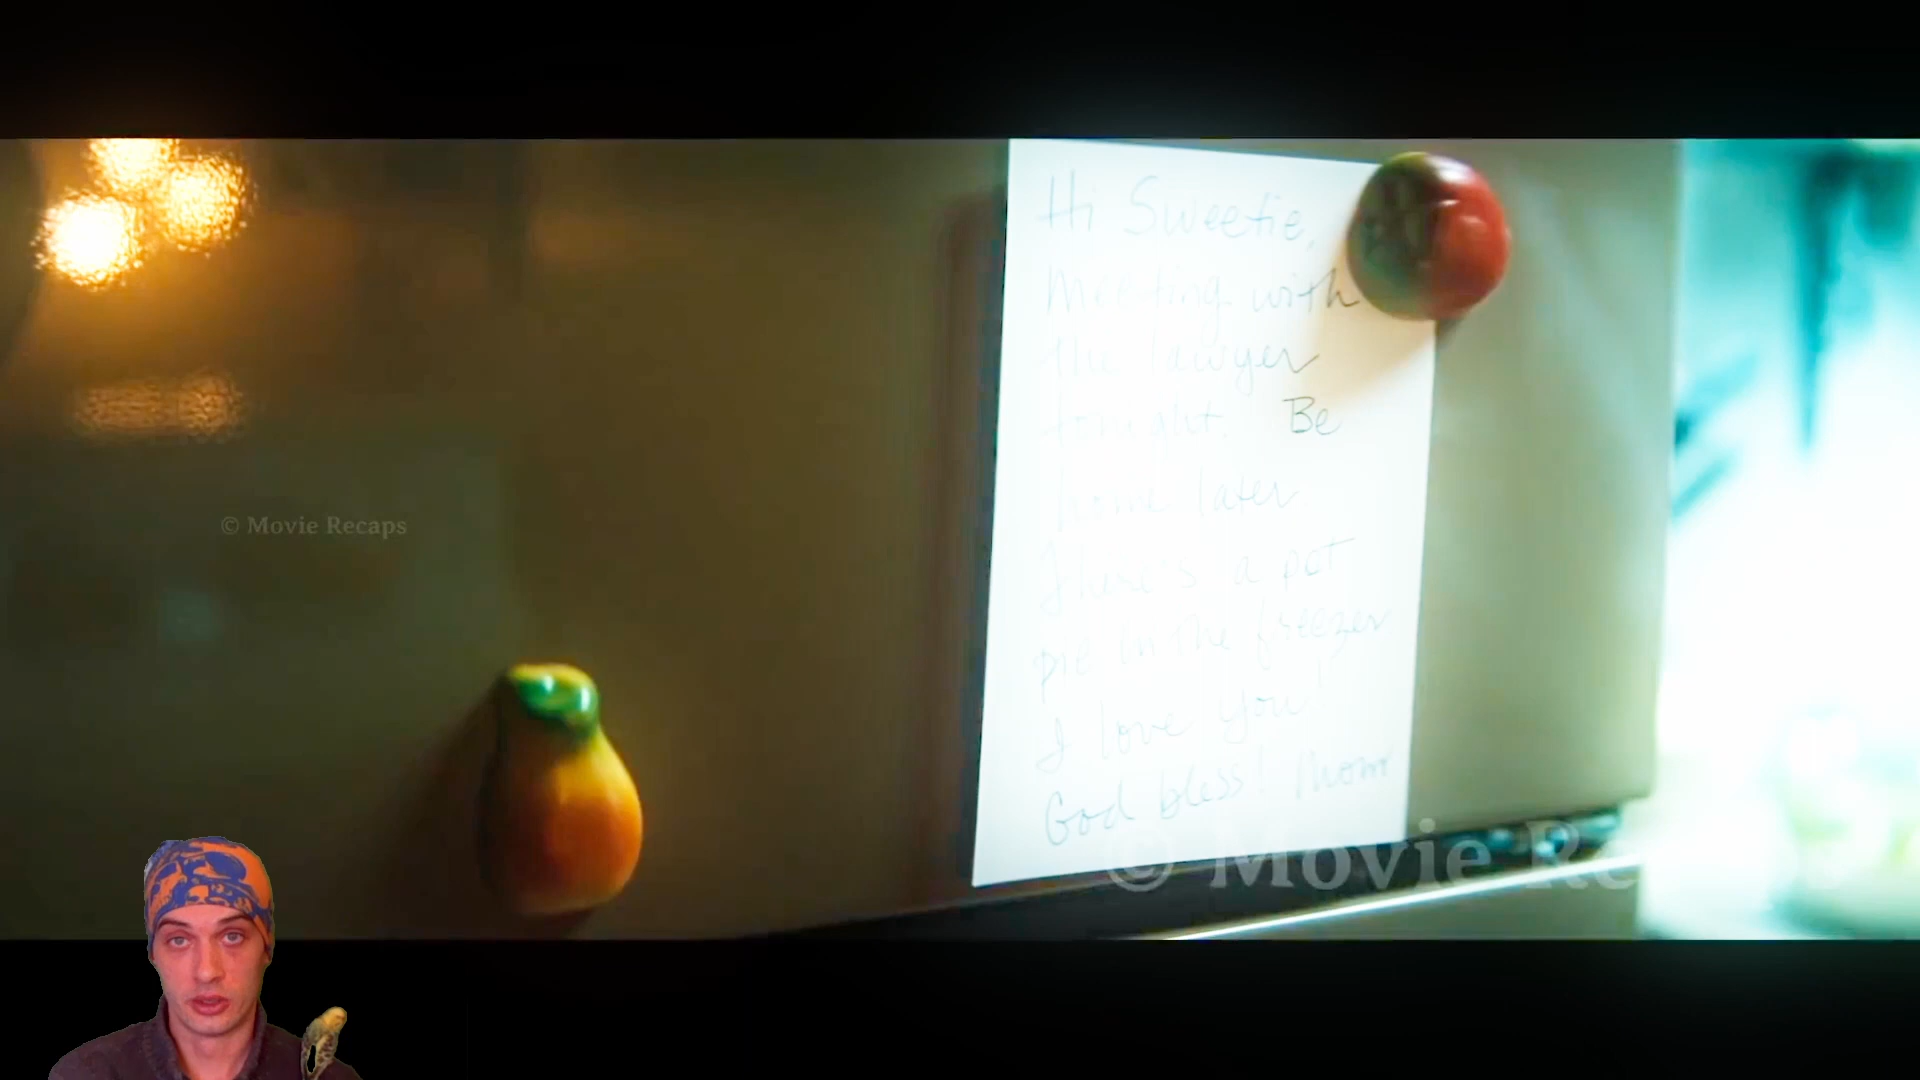 Hi Sweetie,
Meeting with
the lawyer
tonight. Be
home later
There's a pot
pie in the freezer
I love you!
God bless! Mom
© Movie Recaps
© Movie Recaps